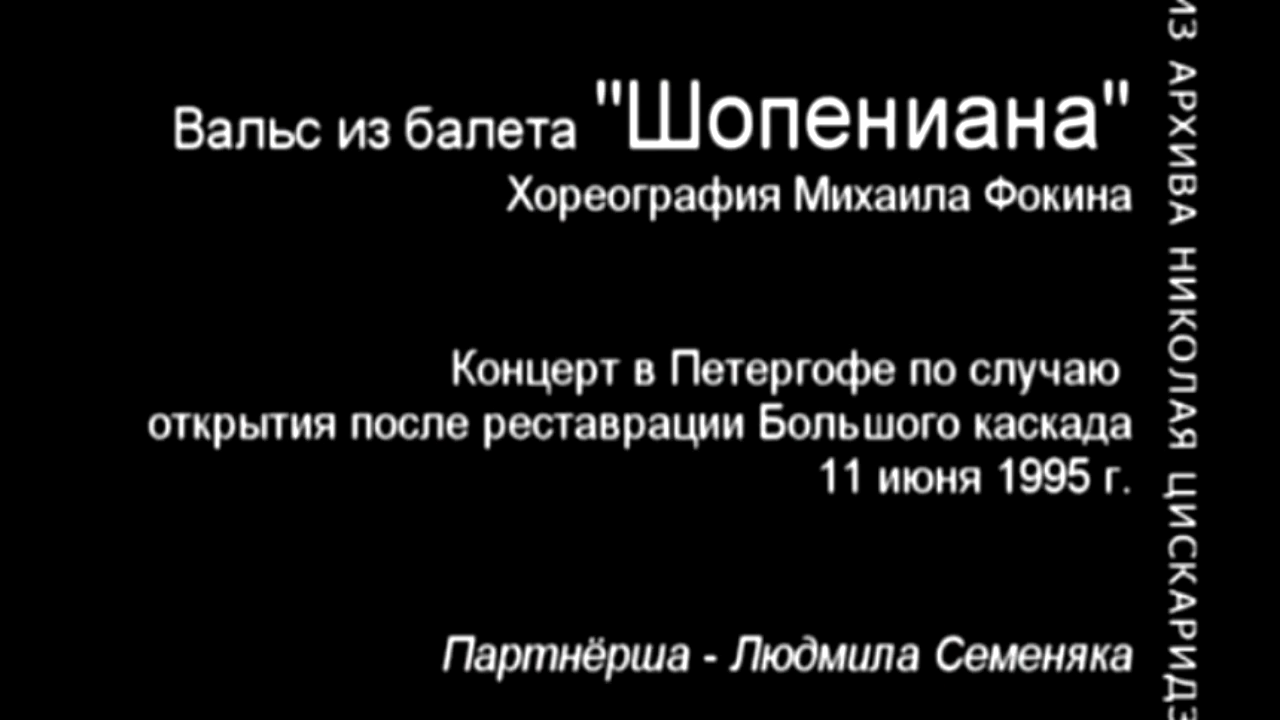 Вальс из балета "Шопениана"
Хореография Михаила Фокина
Концерт в Петергофе по случаю
открытия после реставрации Большого каскада
11 июня 1995 г.
Партнёрша - Людмила Семеняка
ИЗ АРХИВА НИКОЛАЯ ЦИСКАРИДЗ